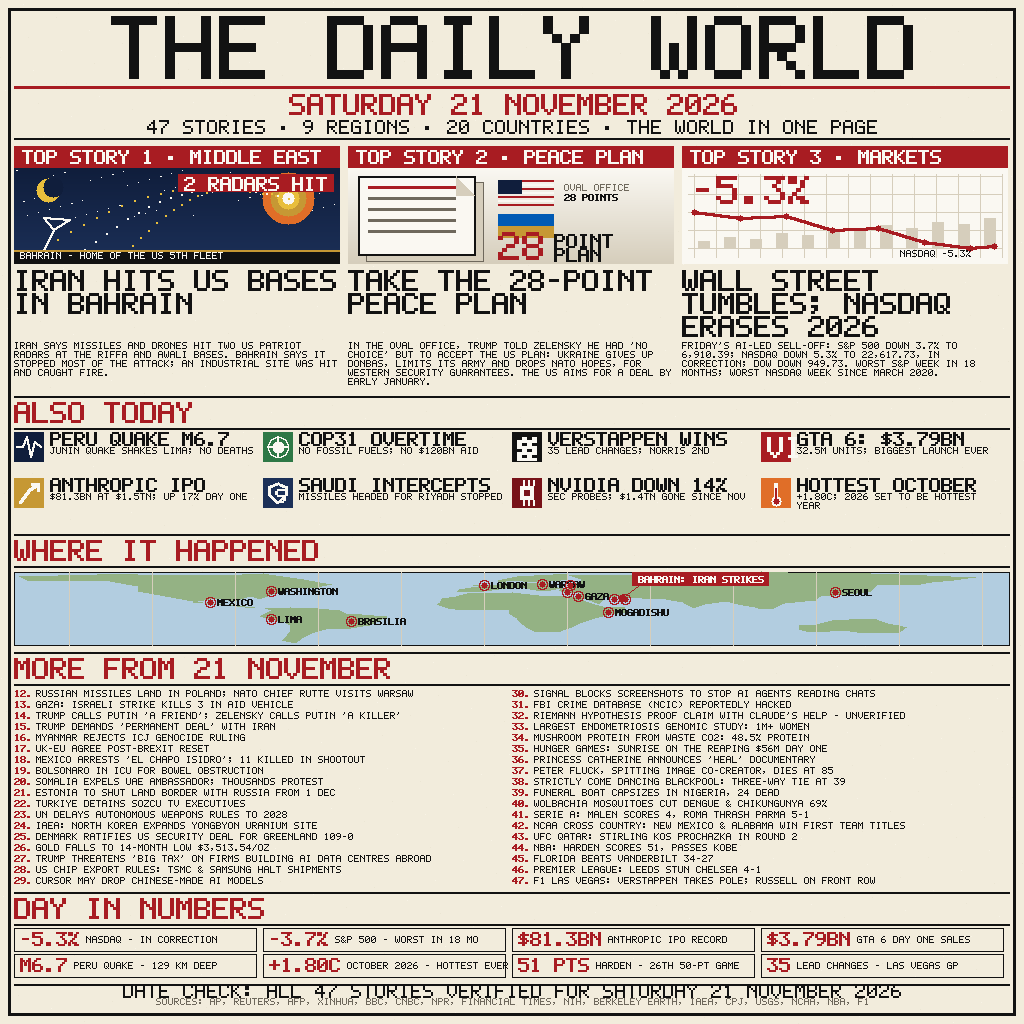 THE DAILY WORLD
SATURDAY 21 NOVEMBER 2026
47 STORIES · 9 REGIONS · 20 COUNTRIES · THE WORLD IN ONE PAGE
TOP STORY 1 · MIDDLE EAST
2 RADARS HIT
BAHRAIN - HOME OF THE US 5TH FLEET
IRAN HITS US BASES
IN BAHRAIN
IRAN SAYS MISSILES AND DRONES HIT TWO US PATRIOT
RADARS AT THE RIFFA AND AWALI BASES. BAHRAIN SAYS IT
STOPPED MOST OF THE ATTACK; AN INDUSTRIAL SITE WAS HIT
AND CAUGHT FIRE.
TOP STORY 2 · PEACE PLAN
OVAL OFFICE
28 POINTS
28 POINT
PLAN
TAKE THE 28-POINT
PEACE PLAN
IN THE OVAL OFFICE, TRUMP TOLD ZELENSKY HE HAD 'NO
CHOICE' BUT TO ACCEPT THE US PLAN: UKRAINE GIVES UP
DONBAS, LIMITS ITS ARMY AND DROPS NATO HOPES, FOR
WESTERN SECURITY GUARANTEES. THE US AIMS FOR A DEAL BY
EARLY JANUARY.
TOP STORY 3 · MARKETS
-5.3%
NASDAQ -5.3%
WALL STREET
TUMBLES; NASDAQ
ERASES 2026
FRIDAY'S AI-LED SELL-OFF: S&P 500 DOWN 3.7% TO
6,910.39; NASDAQ DOWN 5.3% TO 22,617.73, IN
CORRECTION; DOW DOWN 949.73. WORST S&P WEEK IN 18
MONTHS; WORST NASDAQ WEEK SINCE MARCH 2020.
ALSO TODAY
PERU QUAKE M6.7
JUNIN QUAKE SHAKES LIMA; NO DEATHS
COP31 OVERTIME
NO FOSSIL FUELS; NO $120BN AID
VERSTAPPEN WINS
35 LEAD CHANGES; NORRIS 2ND
GTA 6: $3.79BN
32.5M UNITS; BIGGEST LAUNCH EVER
ANTHROPIC IPO
$81.3BN AT $1.5TN; UP 17% DAY ONE
SAUDI INTERCEPTS
MISSILES HEADED FOR RIYADH STOPPED
NVIDIA DOWN 14%
SEC PROBES; $1.4TN GONE SINCE NOV
HOTTEST OCTOBER
+1.80C; 2026 SET TO BE HOTTEST
YEAR
WHERE IT HAPPENED
BAHRAIN: IRAN STRIKES
LONDON
WARSAW
WASHINGTON
GAZA
SEOUL
MEXICO
MOGADISHU
LIMA
BRASILIA
MORE FROM 21 NOVEMBER
12. RUSSIAN MISSILES LAND IN POLAND; NATO CHIEF RUTTE VISITS WARSAW
13. GAZA: ISRAELI STRIKE KILLS 3 IN AID VEHICLE
14. TRUMP CALLS PUTIN 'A FRIEND'; ZELENSKY CALLS PUTIN 'A KILLER'
15. TRUMP DEMANDS 'PERMANENT DEAL' WITH IRAN
16. MYANMAR REJECTS ICJ GENOCIDE RULING
17. UK-EU AGREE POST-BREXIT RESET
18. MEXICO ARRESTS 'EL CHAPO ISIDRO'; 11 KILLED IN SHOOTOUT
19. BOLSONARO IN ICU FOR BOWEL OBSTRUCTION
20. SOMALIA EXPELS UAE AMBASSADOR; THOUSANDS PROTEST
21. ESTONIA TO SHUT LAND BORDER WITH RUSSIA FROM 1 DEC
22. TURKIYE DETAINS SOZCU TV EXECUTIVES
23. UN DELAYS AUTONOMOUS WEAPONS RULES TO 2028
24. IAEA: NORTH KOREA EXPANDS YONGBYON URANIUM SITE
25. DENMARK RATIFIES US SECURITY DEAL FOR GREENLAND 109-0
26. GOLD FALLS TO 14-MONTH LOW $3,513.54/OZ
27. TRUMP THREATENS 'BIG TAX' ON FIRMS BUILDING AI DATA CENTRES ABROAD
28. US CHIP EXPORT RULES: TSMC & SAMSUNG HALT SHIPMENTS
29. CURSOR MAY DROP CHINESE-MADE AI MODELS
30. SIGNAL BLOCKS SCREENSHOTS TO STOP AI AGENTS READING CHATS
31. FBI CRIME DATABASE (NCIC) REPORTEDLY HACKED
32. RIEMANN HYPOTHESIS PROOF CLAIM WITH CLAUDE'S HELP - UNVERIFIED
33. LARGEST ENDOMETRIOSIS GENOMIC STUDY: 1M+ WOMEN
34. MUSHROOM PROTEIN FROM WASTE CO2: 48.5% PROTEIN
35. HUNGER GAMES: SUNRISE ON THE REAPING $56M DAY ONE
36. PRINCESS CATHERINE ANNOUNCES 'HEAL' DOCUMENTARY
37. PETER FLUCK, SPITTING IMAGE CO-CREATOR, DIES AT 85
38. STRICTLY COME DANCING BLACKPOOL: THREE-WAY TIE AT 39
39. FUNERAL BOAT CAPSIZES IN NIGERIA, 24 DEAD
40. WOLBACHIA MOSQUITOES CUT DENGUE & CHIKUNGUNYA 69%
41. SERIE A: MALEN SCORES 4, ROMA THRASH PARMA 5-1
42. NCAA CROSS COUNTRY: NEW MEXICO & ALABAMA WIN FIRST TEAM TITLES
43. UFC QATAR: STIRLING KOS PROCHAZKA IN ROUND 2
44. NBA: HARDEN SCORES 51, PASSES KOBE
45. FLORIDA BEATS VANDERBILT 34-27
46. PREMIER LEAGUE: LEEDS STUN CHELSEA 4-1
47. F1 LAS VEGAS: VERSTAPPEN TAKES POLE; RUSSELL ON FRONT ROW
DAY IN NUMBERS
-5.3% NASDAQ - IN CORRECTION
-3.7% S&P 500 - WORST IN 18 MO
$81.3BN ANTHROPIC IPO RECORD
$3.79BN GTA 6 DAY ONE SALES
M6.7 PERU QUAKE - 129 KM DEEP
+1.80C OCTOBER 2026 - HOTTEST EVER
51 PTS HARDEN - 26TH 50-PT GAME
35 LEAD CHANGES - LAS VEGAS GP
DATE CHECK: ALL 47 STORIES VERIFIED FOR SATURDAY 21 NOVEMBER 2026
SOURCES: AP, REUTERS, AFP, XINHUA, BBC, CNBC, NPR, FINANCIAL TIMES, NIH, BERKELEY EARTH, IAEA, CPJ, USGS, NCAA, NBA, F1